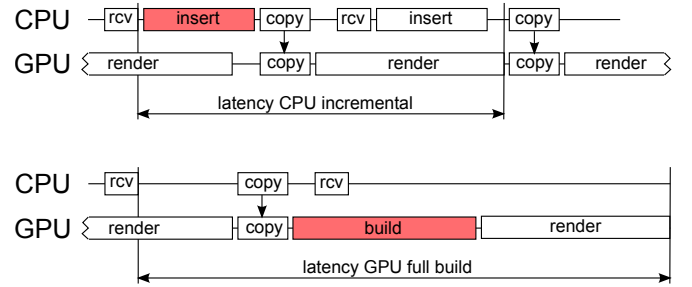 CPU rcv insert copy rcv insert copy
GPU render copy render copy render
latency CPU incremental
CPU rcv copy rcv
GPU render copy build render
latency GPU full build